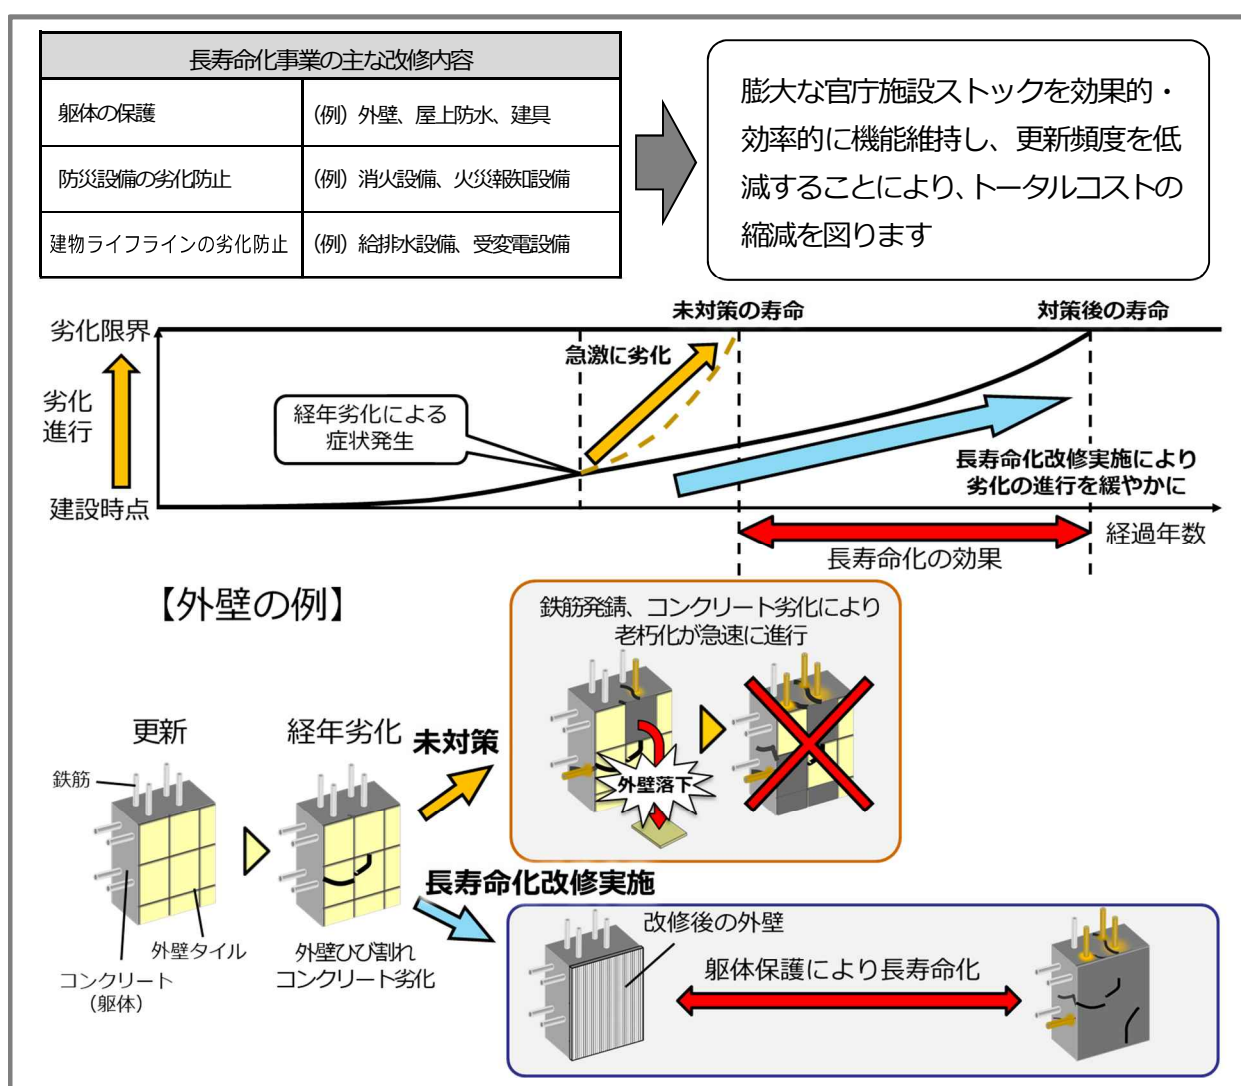 長寿命化事業の主な改修内容
躯体の保護
（例）外壁、屋上防水、建具
防災設備の劣化防止
（例）消火設備、火災報知設備
建物ライフラインの劣化防止
（例）給排水設備、受変電設備
膨大な官庁施設ストックを効果的・
効率的に機能維持し、更新頻度を低
減することにより、トータルコストの
縮減を図ります
未対策の寿命
対策後の寿命
劣化限界
急激に劣化
劣化
進行
経年劣化による
症状発生
長寿命化改修実施により
劣化の進行を緩やかに
建設時点
経過年数
長寿命化の効果
【外壁の例】
鉄筋発錆、コンクリート劣化により
老朽化が急速に進行
更新
経年劣化
未対策
鉄筋
外壁落下
長寿命化改修実施
外壁タイル
コンクリート
（躯体）
外壁ひび割れ
コンクリート劣化
改修後の外壁
躯体保護により長寿命化